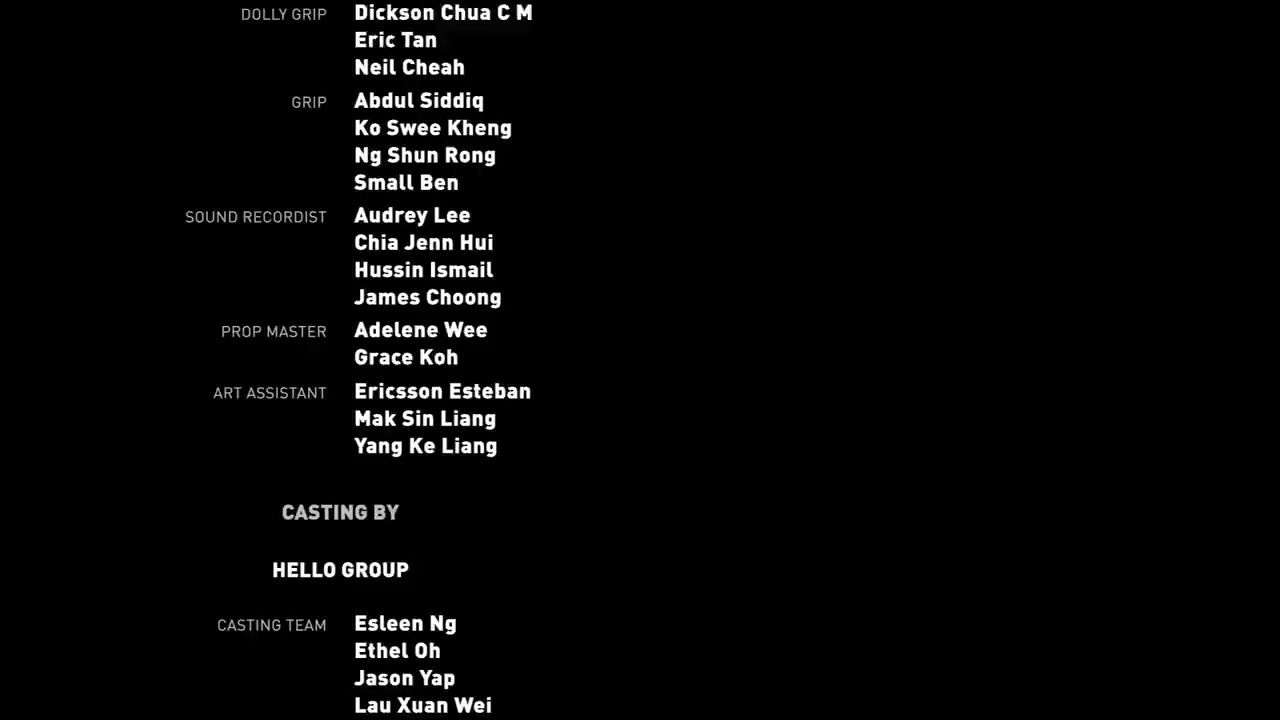 DOLLY GRIP Dickson Chua C M
Eric Tan
Neil Cheah
GRIP Abdul Siddiq
Ko Swee Kheng
Ng Shun Rong
Small Ben
SOUND RECORDIST Audrey Lee
Chia Jenn Hui
Hussin Ismail
James Choong
PROP MASTER Adelene Wee
Grace Koh
ART ASSISTANT Ericsson Esteban
Mak Sin Liang
Yang Ke Liang
CASTING BY
HELLO GROUP
CASTING TEAM Esleen Ng
Ethel Oh
Jason Yap
Lau Xuan Wei